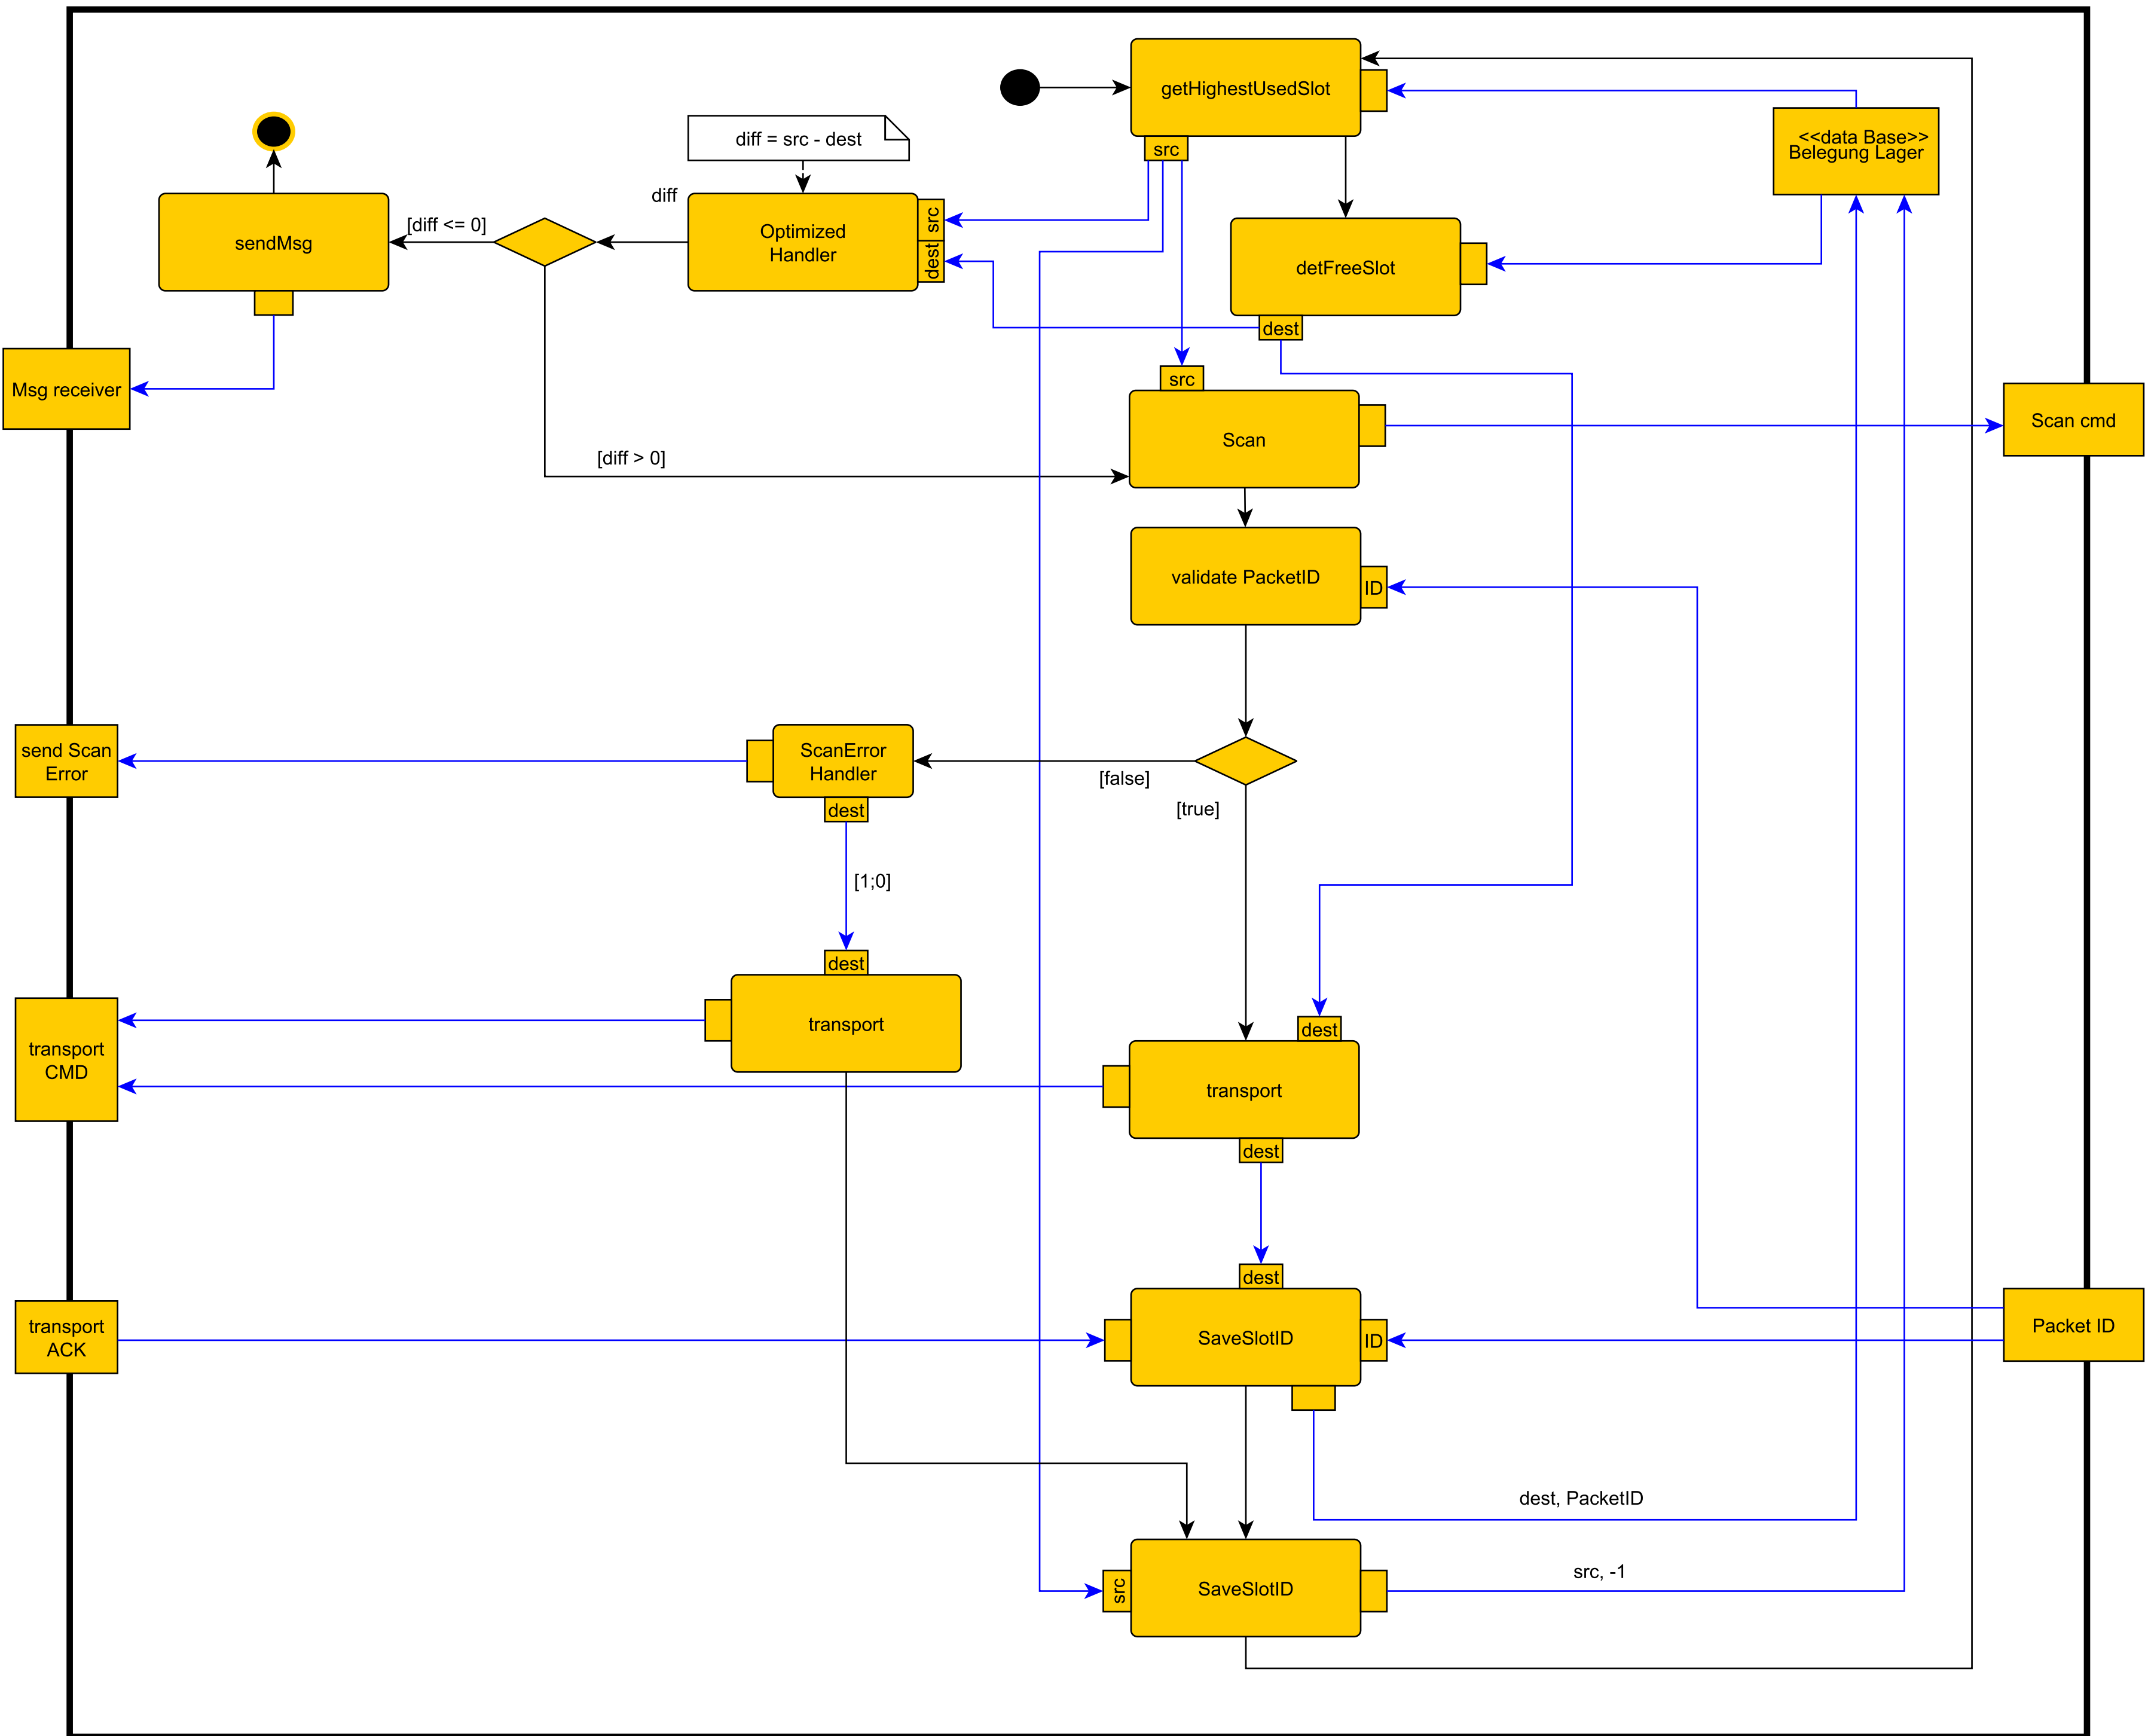 getHighestUsedSlot
src
<<data Base>>
Belegung Lager
diff = src - dest
diff
Optimized
Handler
src
dest
[diff <= 0]
sendMsg
detFreeSlot
dest
Msg receiver
src
Scan
Scan cmd
[diff > 0]
validate PacketID
ID
send Scan
Error
ScanError
Handler
dest
[false]
[true]
[1;0]
dest
transport
transport
CMD
dest
transport
dest
dest
SaveSlotID
ID
transport
ACK
Packet ID
dest, PacketID
src, -1
src
SaveSlotID